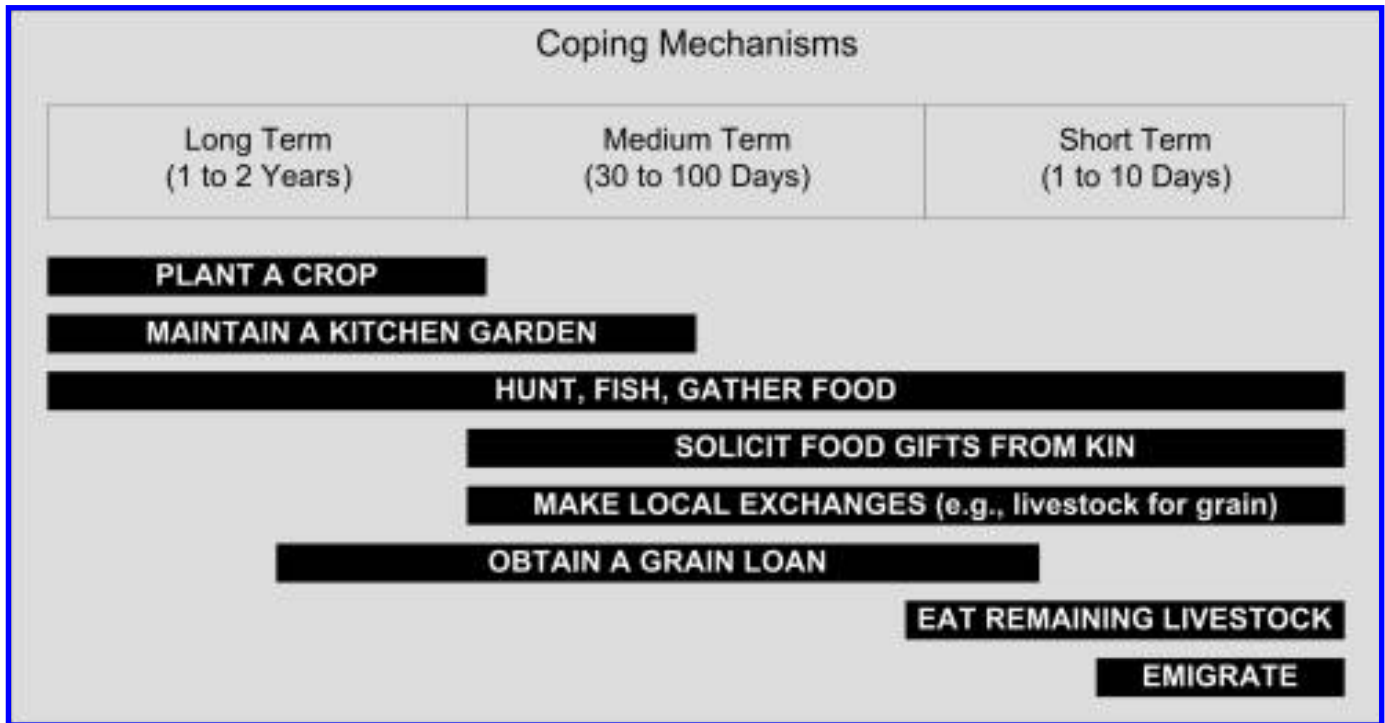 Coping Mechanisms
Long Term
(1 to 2 Years)
Medium Term
(30 to 100 Days)
Short Term
(1 to 10 Days)
PLANT A CROP
MAINTAIN A KITCHEN GARDEN
HUNT, FISH, GATHER FOOD
SOLICIT FOOD GIFTS FROM KIN
MAKE LOCAL EXCHANGES (e.g., livestock for grain)
OBTAIN A GRAIN LOAN
EAT REMAINING LIVESTOCK
EMIGRATE